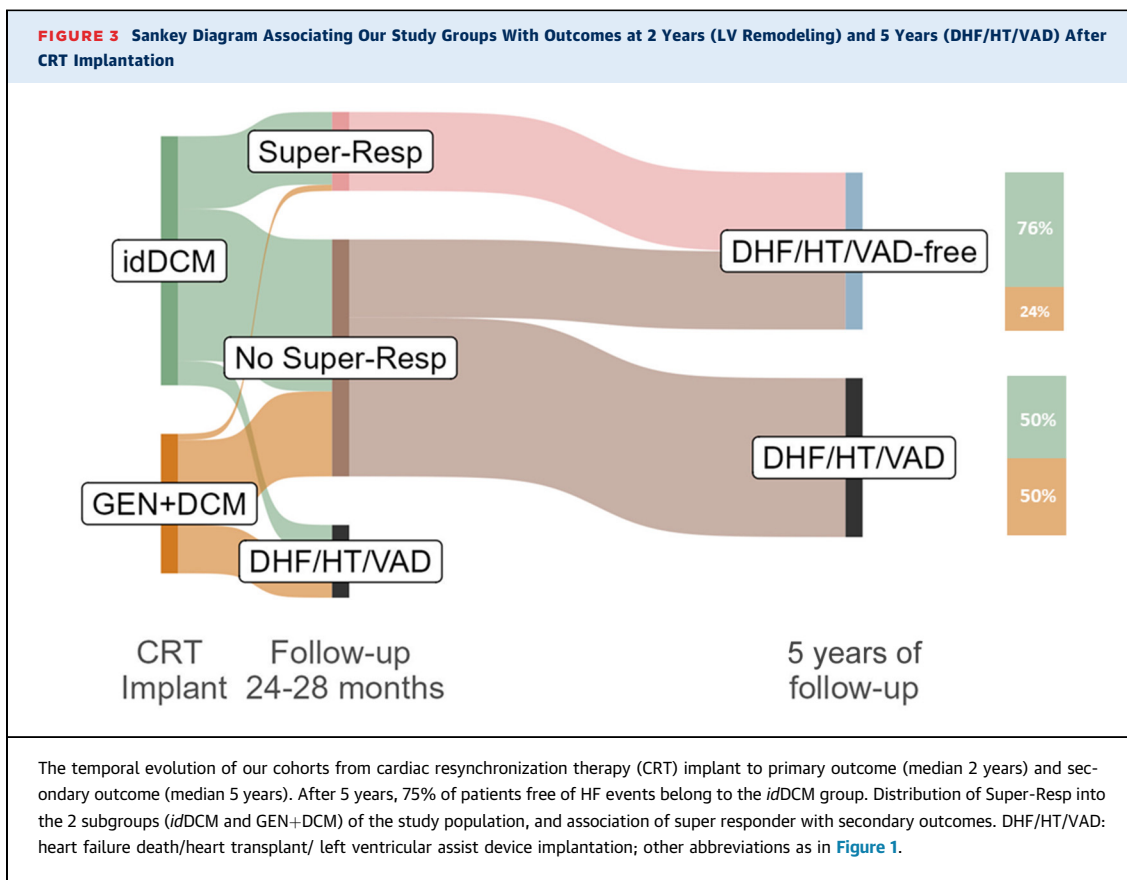 FIGURE 3 Sankey Diagram Associating Our Study Groups With Outcomes at 2 Years (LV Remodeling) and 5 Years (DHF/HT/VAD) After
CRT Implantation
Super-Resp
idDCM
DHF/HT/VAD-free
76%
24%
No Super-Resp
GEN+DCM
DHF/HT/VAD
DHF/HT/VAD
50%
50%
CRT
Implant
Follow-up
24-28 months
5 years of
follow-up
The temporal evolution of our cohorts from cardiac resynchronization therapy (CRT) implant to primary outcome (median 2 years) and sec-
ondary outcome (median 5 years). After 5 years, 75% of patients free of HF events belong to the idDCM group. Distribution of Super-Resp into
the 2 subgroups (idDCM and GEN+DCM) of the study population, and association of super responder with secondary outcomes. DHF/HT/VAD:
heart failure death/heart transplant/ left ventricular assist device implantation; other abbreviations as in Figure 1.